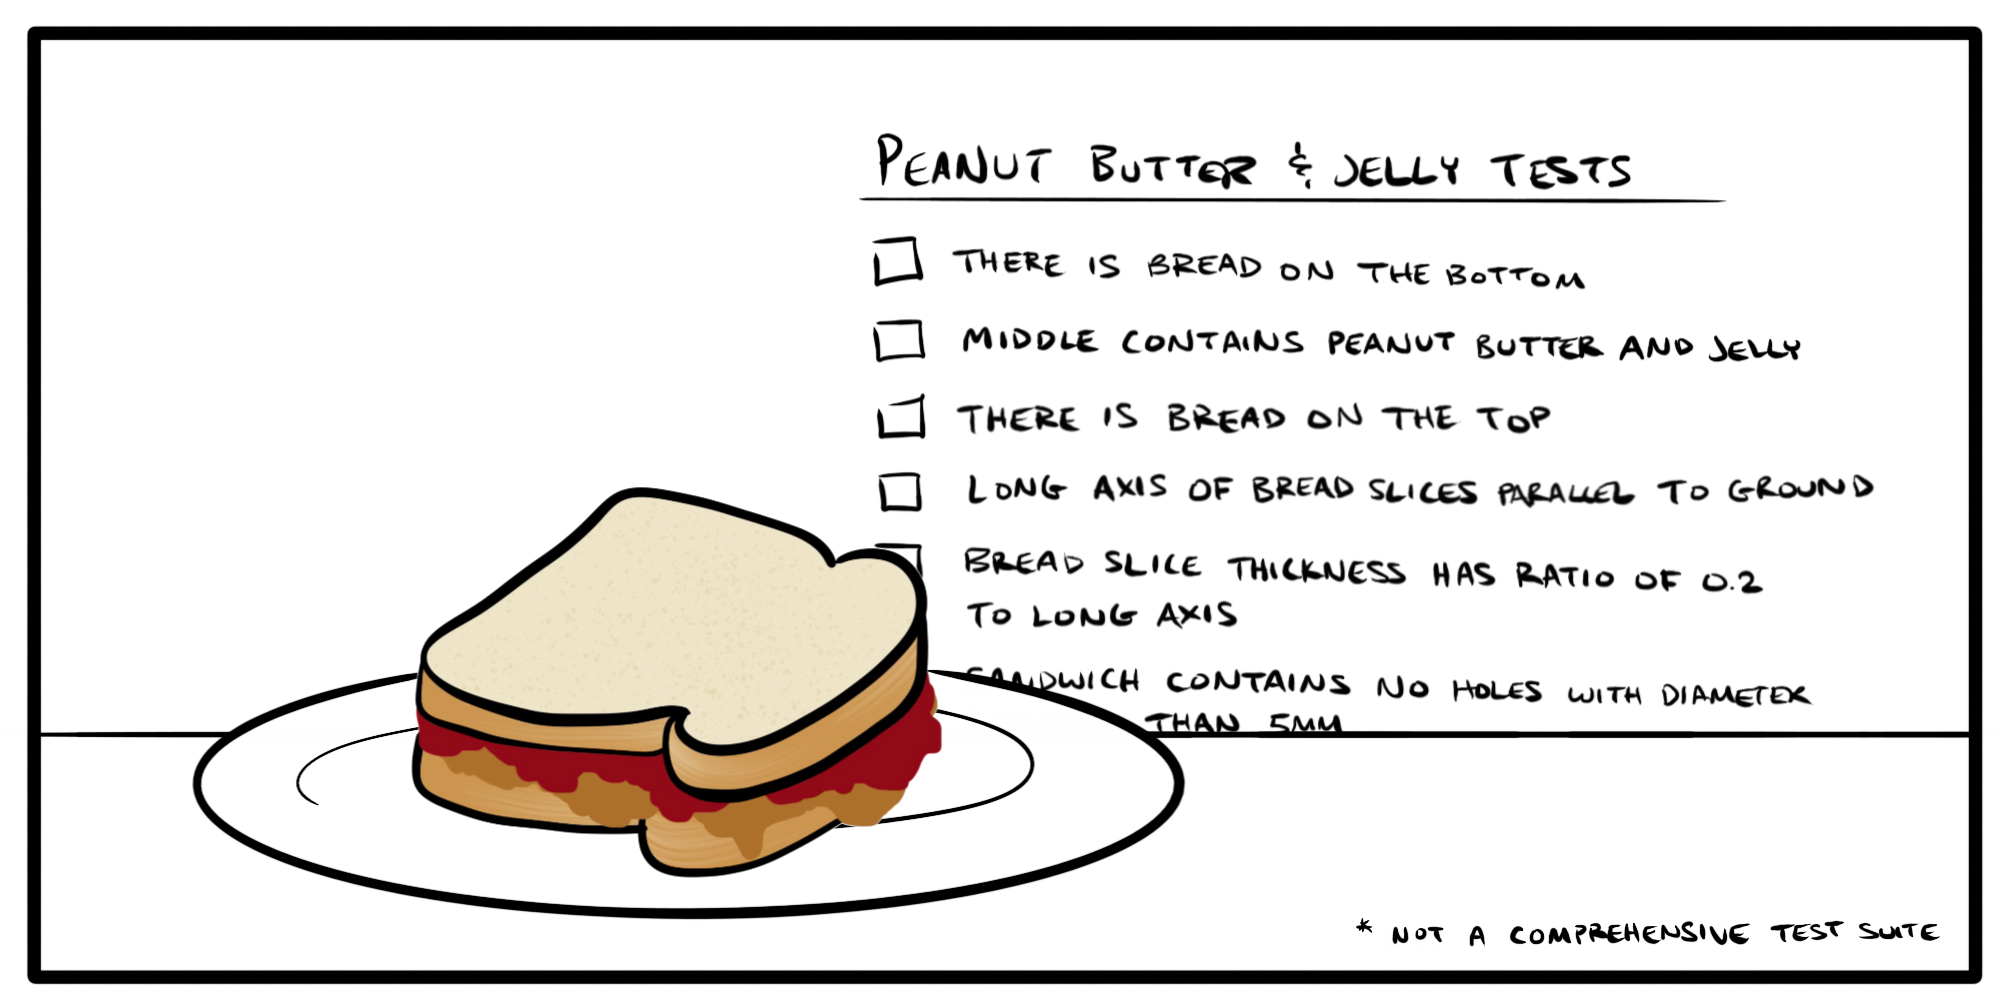 PEANUT BUTTER & JELLY TESTS
THERE IS BREAD ON THE BOTTOM
MIDDLE CONTAINS PEANUT BUTTER AND JELLY
THERE IS BREAD ON THE TOP
LONG AXIS OF BREAD SLICES PARALLEL TO GROUND
BREAD SLICE THICKNESS HAS RATIO OF 0.2
TO LONG AXIS
SANDWICH CONTAINS NO HOLES WITH DIAMETER
THAN 5MM
* NOT A COMPREHENSIVE TEST SUITE